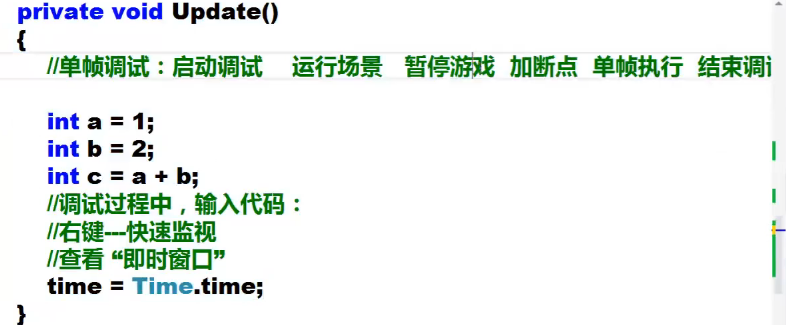 private void Update()
{
//单帧调试：启动调试 运行场景 暂停游戏 加断点 单帧执行 结束调
int a = 1;
int b = 2;
int c = a + b;
//调试过程中，输入代码：
//右键---快速监视
//查看 “即时窗口”
time = Time.time;
}